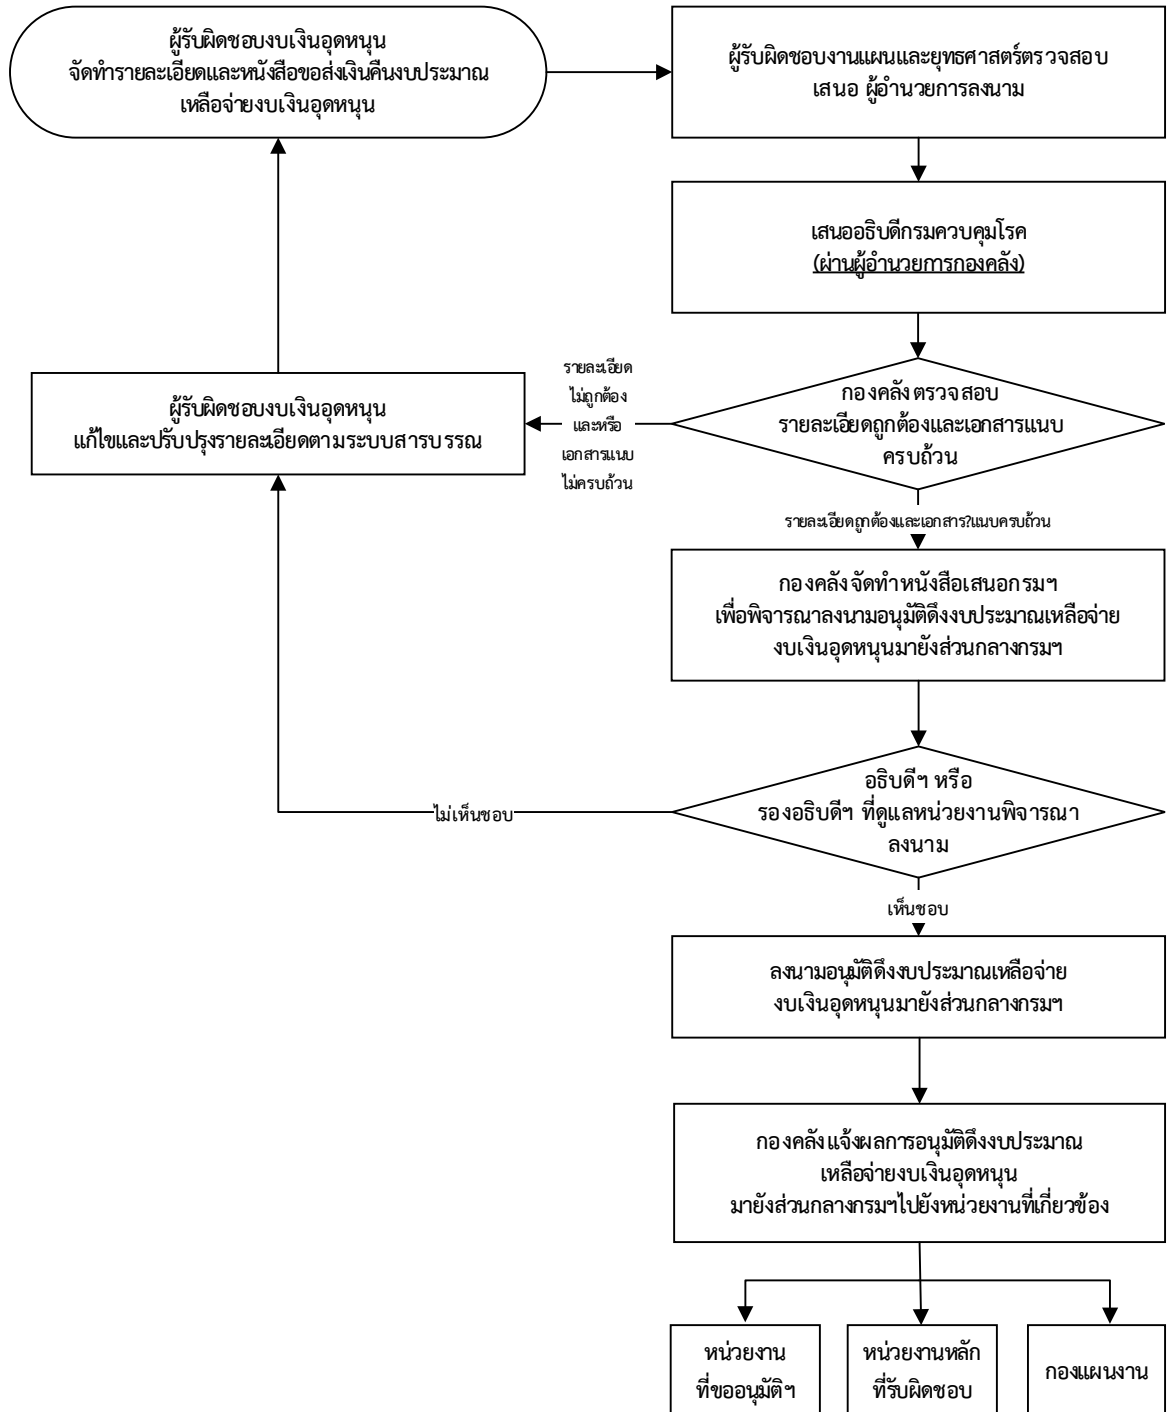 ผู้รับผิดชอบงบเงินอุดหนุน
จัดทำรายละเอียดและหนังสือขอส่งเงินคืนงบประมาณ
เหลือจ่ายงบเงินอุดหนุน
ผู้รับผิดชอบงานแผนและยุทธศาสตร์ตรวจสอบ
เสนอ ผู้อำนวยการลงนาม
เสนออธิบดีกรมควบคุมโรค
(ผ่านผู้อำนวยการกองคลัง)
กองคลังตรวจสอบ
รายละเอียดถูกต้องและเอกสารแนบ
ครบถ้วน
รายละเอียด
ไม่ถูกต้อง
และหรือ
เอกสารแนบ
ไม่ครบถ้วน
ผู้รับผิดชอบงบเงินอุดหนุน
แก้ไขและปรับปรุงรายละเอียดตามระบบสารบรรณ
รายละเอียดถูกต้องและเอกสาร?แนบครบถ้วน
กองคลังจัดทำหนังสือเสนอกรมฯ
เพื่อพิจารณาลงนามอนุมัติดึงงบประมาณเหลือจ่าย
งบเงินอุดหนุนมายังส่วนกลางกรมฯ
อธิบดีฯ หรือ
รองอธิบดีฯ ที่ดูแลหน่วยงานพิจารณา
ลงนาม
ไม่เห็นชอบ
เห็นชอบ
ลงนามอนุมัติดึงงบประมาณเหลือจ่าย
งบเงินอุดหนุนมายังส่วนกลางกรมฯ
กองคลังแจ้งผลการอนุมัติดึงงบประมาณ
เหลือจ่ายงบเงินอุดหนุน
มายังส่วนกลางกรมฯไปยังหน่วยงานที่เกี่ยวข้อง
หน่วยงาน
ที่ขออนุมัติฯ
หน่วยงานหลัก
ที่รับผิดชอบ
กองแผนงาน